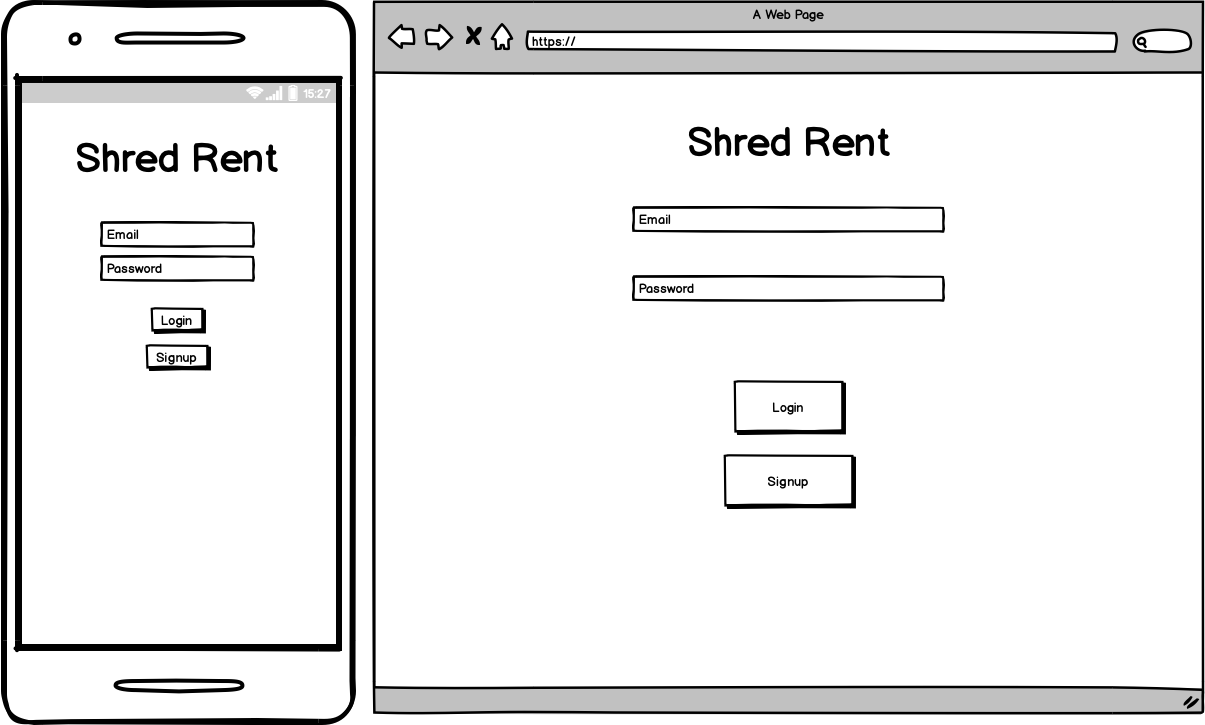 15:27
Shred Rent
Email
Password
Login
Signup
A Web Page
https://
Shred Rent
Email
Password
Login
Signup